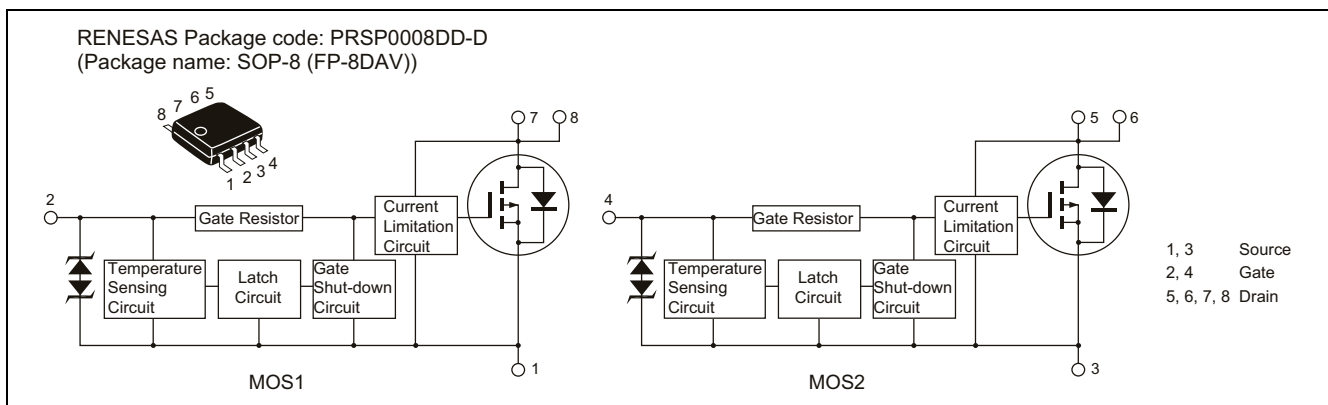 RENESAS Package code: PRSP0008DD-D
(Package name: SOP-8 (FP-8DAV))
8 7 6 5
1 2 3 4
7 8
2
Gate Resistor
Current
Limitation
Circuit
Temperature
Sensing
Circuit
Latch
Circuit
Gate
Shut-down
Circuit
1
MOS1
5 6
4
Gate Resistor
Current
Limitation
Circuit
Temperature
Sensing
Circuit
Latch
Circuit
Gate
Shut-down
Circuit
3
MOS2
1, 3 Source
2, 4 Gate
5, 6, 7, 8 Drain